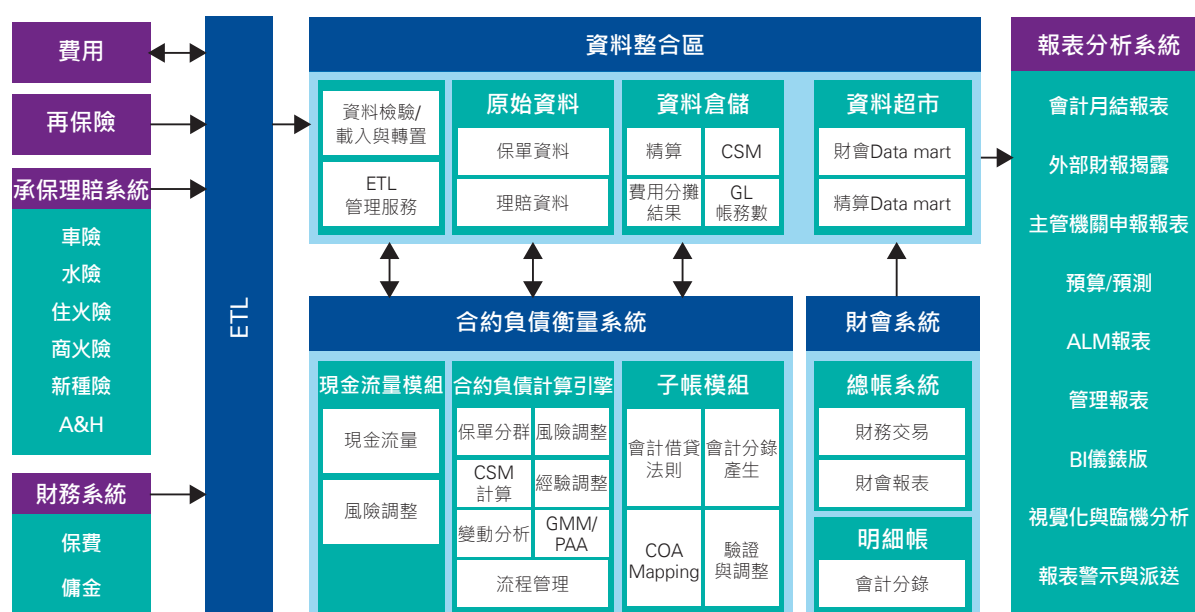 費用
再保險
承保理賠系統
車險
水險
住火險
商火險
新種險
A&H
財務系統
保費
傭金
ETL
資料整合區
資料檢驗/
載入與轉置
ETL
管理服務
原始資料
保單資料
理賠資料
資料倉儲
精算
CSM
費用分攤
結果
GL
帳務數
資料超市
財會Data mart
精算Data mart
合約負債衡量系統
現金流量模組
現金流量
風險調整
合約負債計算引擎
保單分群
風險調整
CSM
計算
經驗調整
變動分析
GMM/
PAA
流程管理
子帳模組
會計借貸
法則
會計分錄
產生
COA
Mapping
驗證
與調整
財會系統
總帳系統
財務交易
財會報表
明細帳
會計分錄
報表分析系統
會計月結報表
外部財報揭露
主管機關申報報表
預算/預測
ALM報表
管理報表
BI儀錶版
視覺化與臨機分析
報表警示與派送